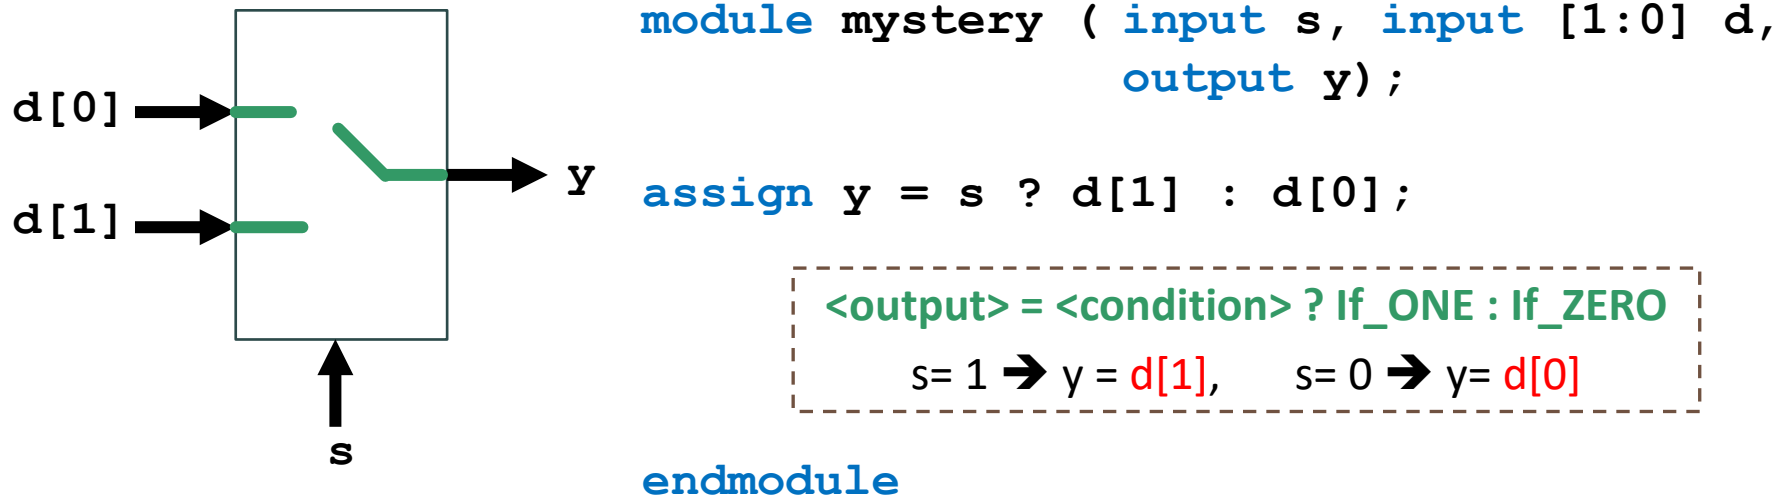 d[0]
d[1]
y
s
module mystery ( input s, input [1:0] d,
output y);
assign y = s ? d[1] : d[0];
<output> = <condition> ? If_ONE : If_ZERO
s= 1 ➔ y = d[1], s= 0 ➔ y= d[0]
endmodule